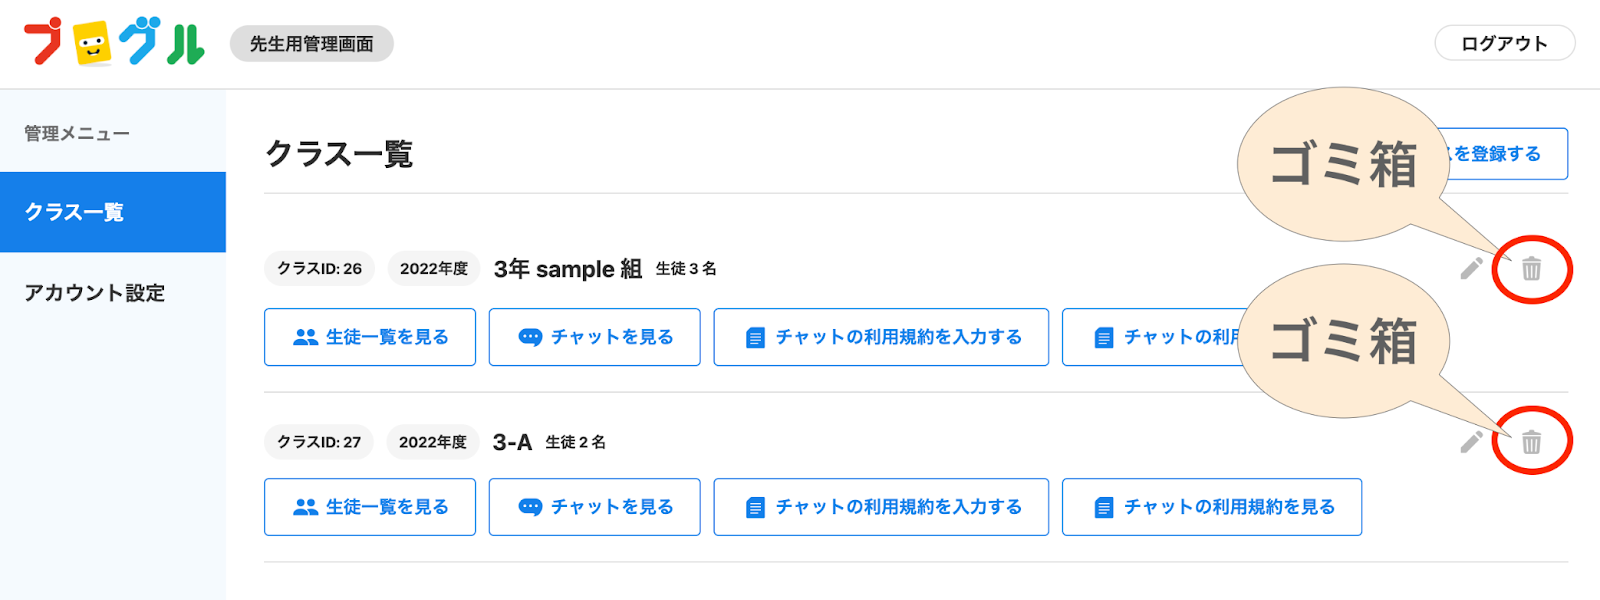 プログル
先生用管理画面
ログアウト
管理メニュー
クラス一覧
アカウント設定
クラス一覧
を登録する
ゴミ箱
クラスID: 26
2022年度
3年 sample 組
生徒 3 名
生徒一覧を見る
チャットを見る
チャットの利用規約を入力する
チャットの利
ゴミ箱
クラスID: 27
2022年度
3-A
生徒 2 名
生徒一覧を見る
チャットを見る
チャットの利用規約を入力する
チャットの利用規約を見る